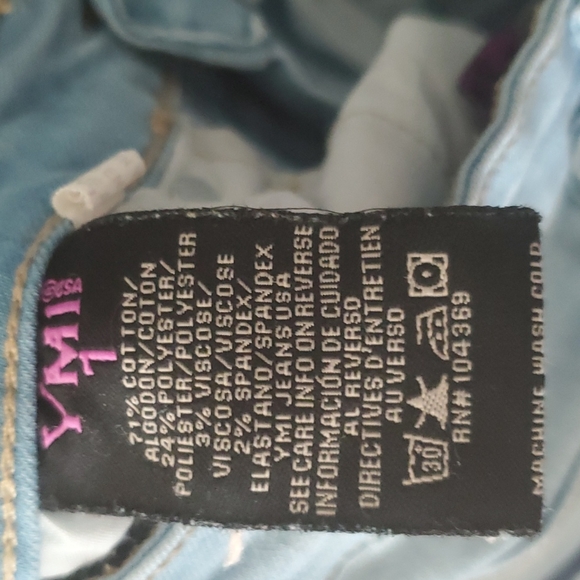 YMI
@USA
1
71% COTTON/
ALGODON/COTON
24% POLYESTER/
POLIESTER/POLYESTER
3% VISCOSE/
VISCOSA/VISCOSE
2% SPANDEX/
ELASTANO/SPANDEX
YMI JEANS USA
SEE CARE INFO ON REVERSE
INFORMACIÓN DE CUIDADO
AL REVERSO
DIRECTIVES D'ENTRETIEN
AU VERSO
30
RN#104369
MACHINE WASH COLD